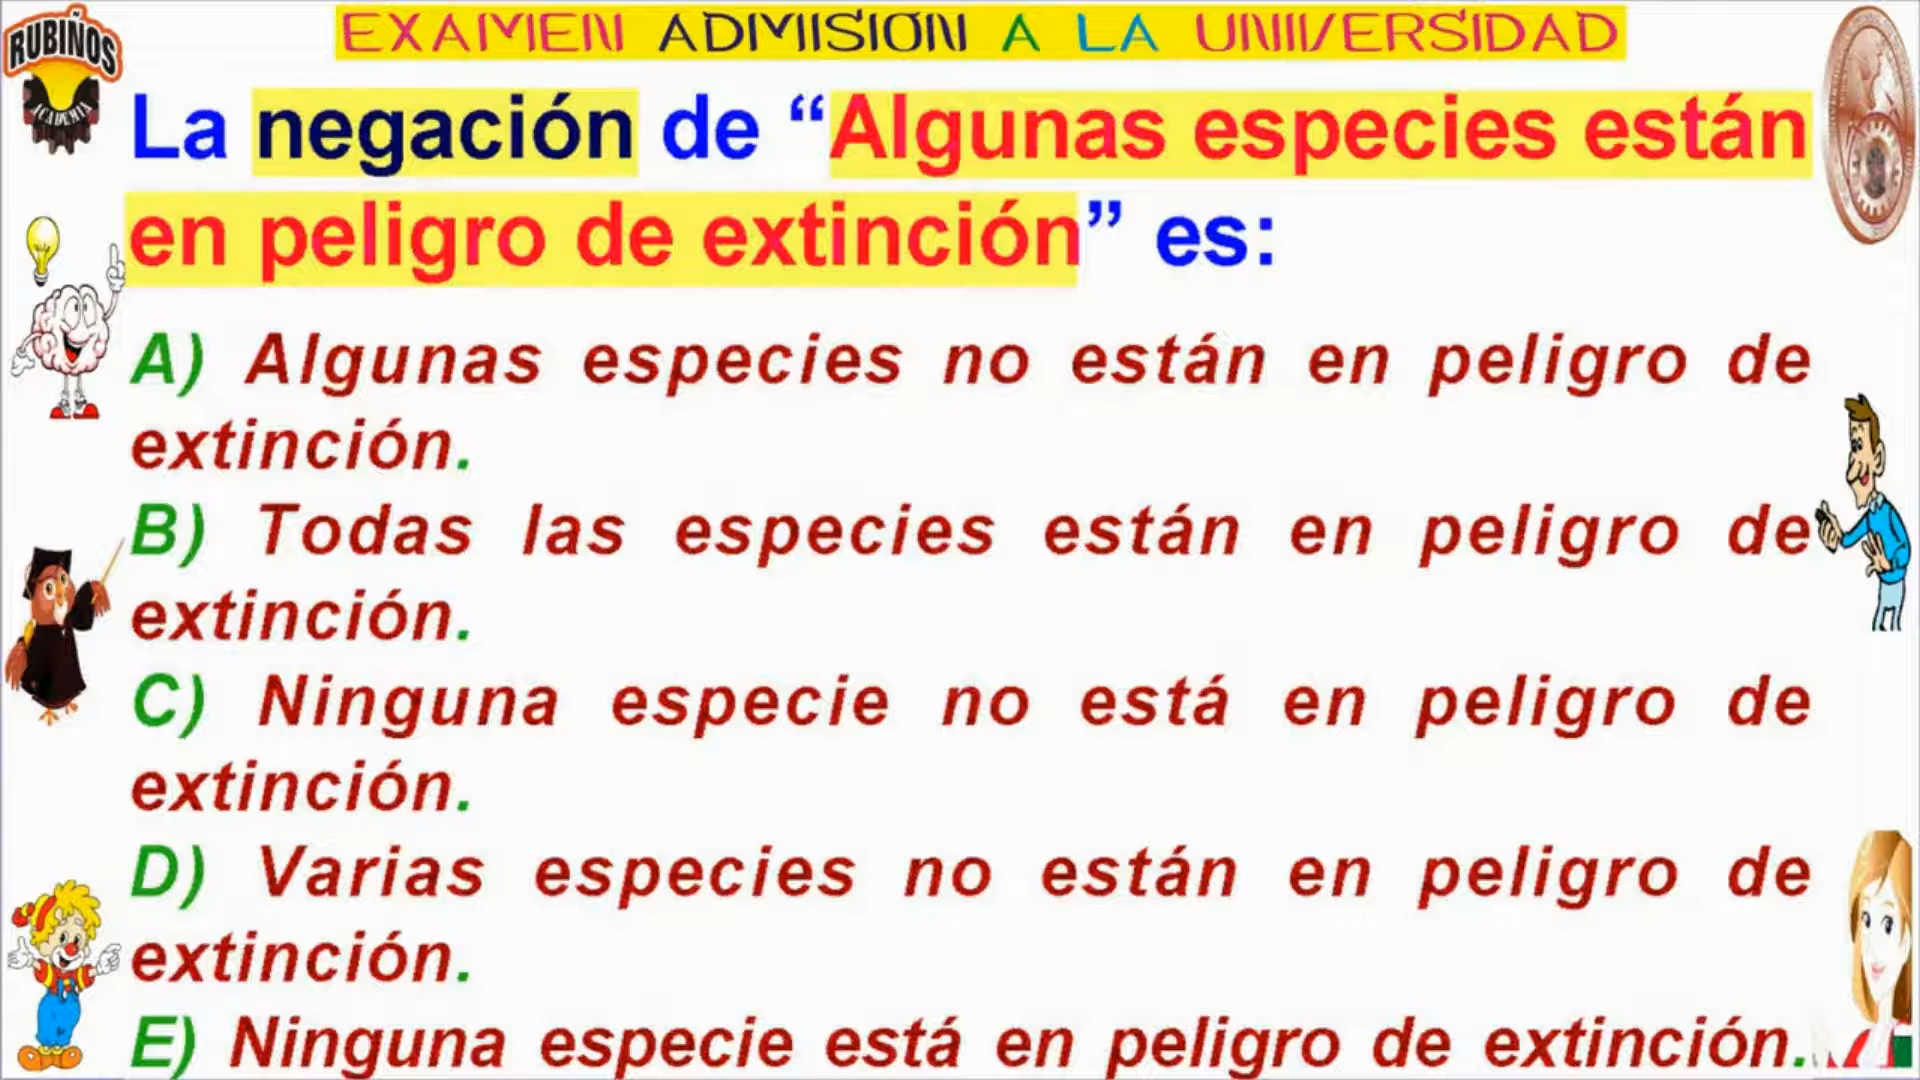 RUBIÑOS
ACADEMIA
EXAMEN ADMISIÓN A LA UNIVERSIDAD
La negación de “Algunas especies están
en peligro de extinción” es:
A) Algunas especies no están en peligro de
extinción.
B) Todas las especies están en peligro de
extinción.
C) Ninguna especie no está en peligro de
extinción.
D) Varias especies no están en peligro de
extinción.
E) Ninguna especie está en peligro de extinción.